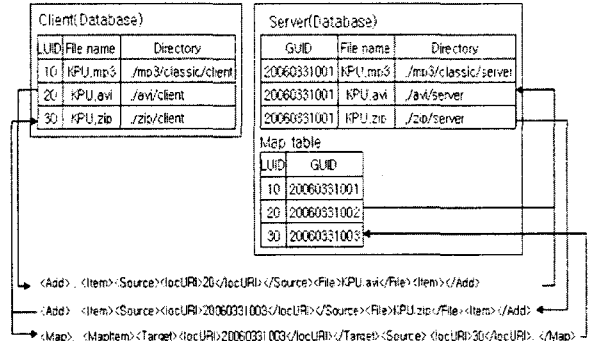 Client(Database)
LUID File name Directory
10 KPU.mp3 ./mp3/classic/client
20 KPU.avi ./avi/client
30 KPU.zip ./zip/client
Server(Database)
GUID File name Directory
20060331001 KPU.mp3 ./mp3/classic/server
20060331001 KPU.avi ./avi/server
20060331001 KPU.zip ./zip/server
Map table
LUID GUID
10 20060331001
20 20060331002
30 20060331003
<Add>. <Item><Source><locURI>20</locURI></Source><File>KPU.avi</File><Item></Add>
<Add> <Item><Source><locURI>20060331003</locURI></Source><File>KPU.zip</File><Item></Add>
<Map>. <MapItem><Target><locURI>20060331003</locURI></Target><Source><locURI>30</locURI>. </Map>